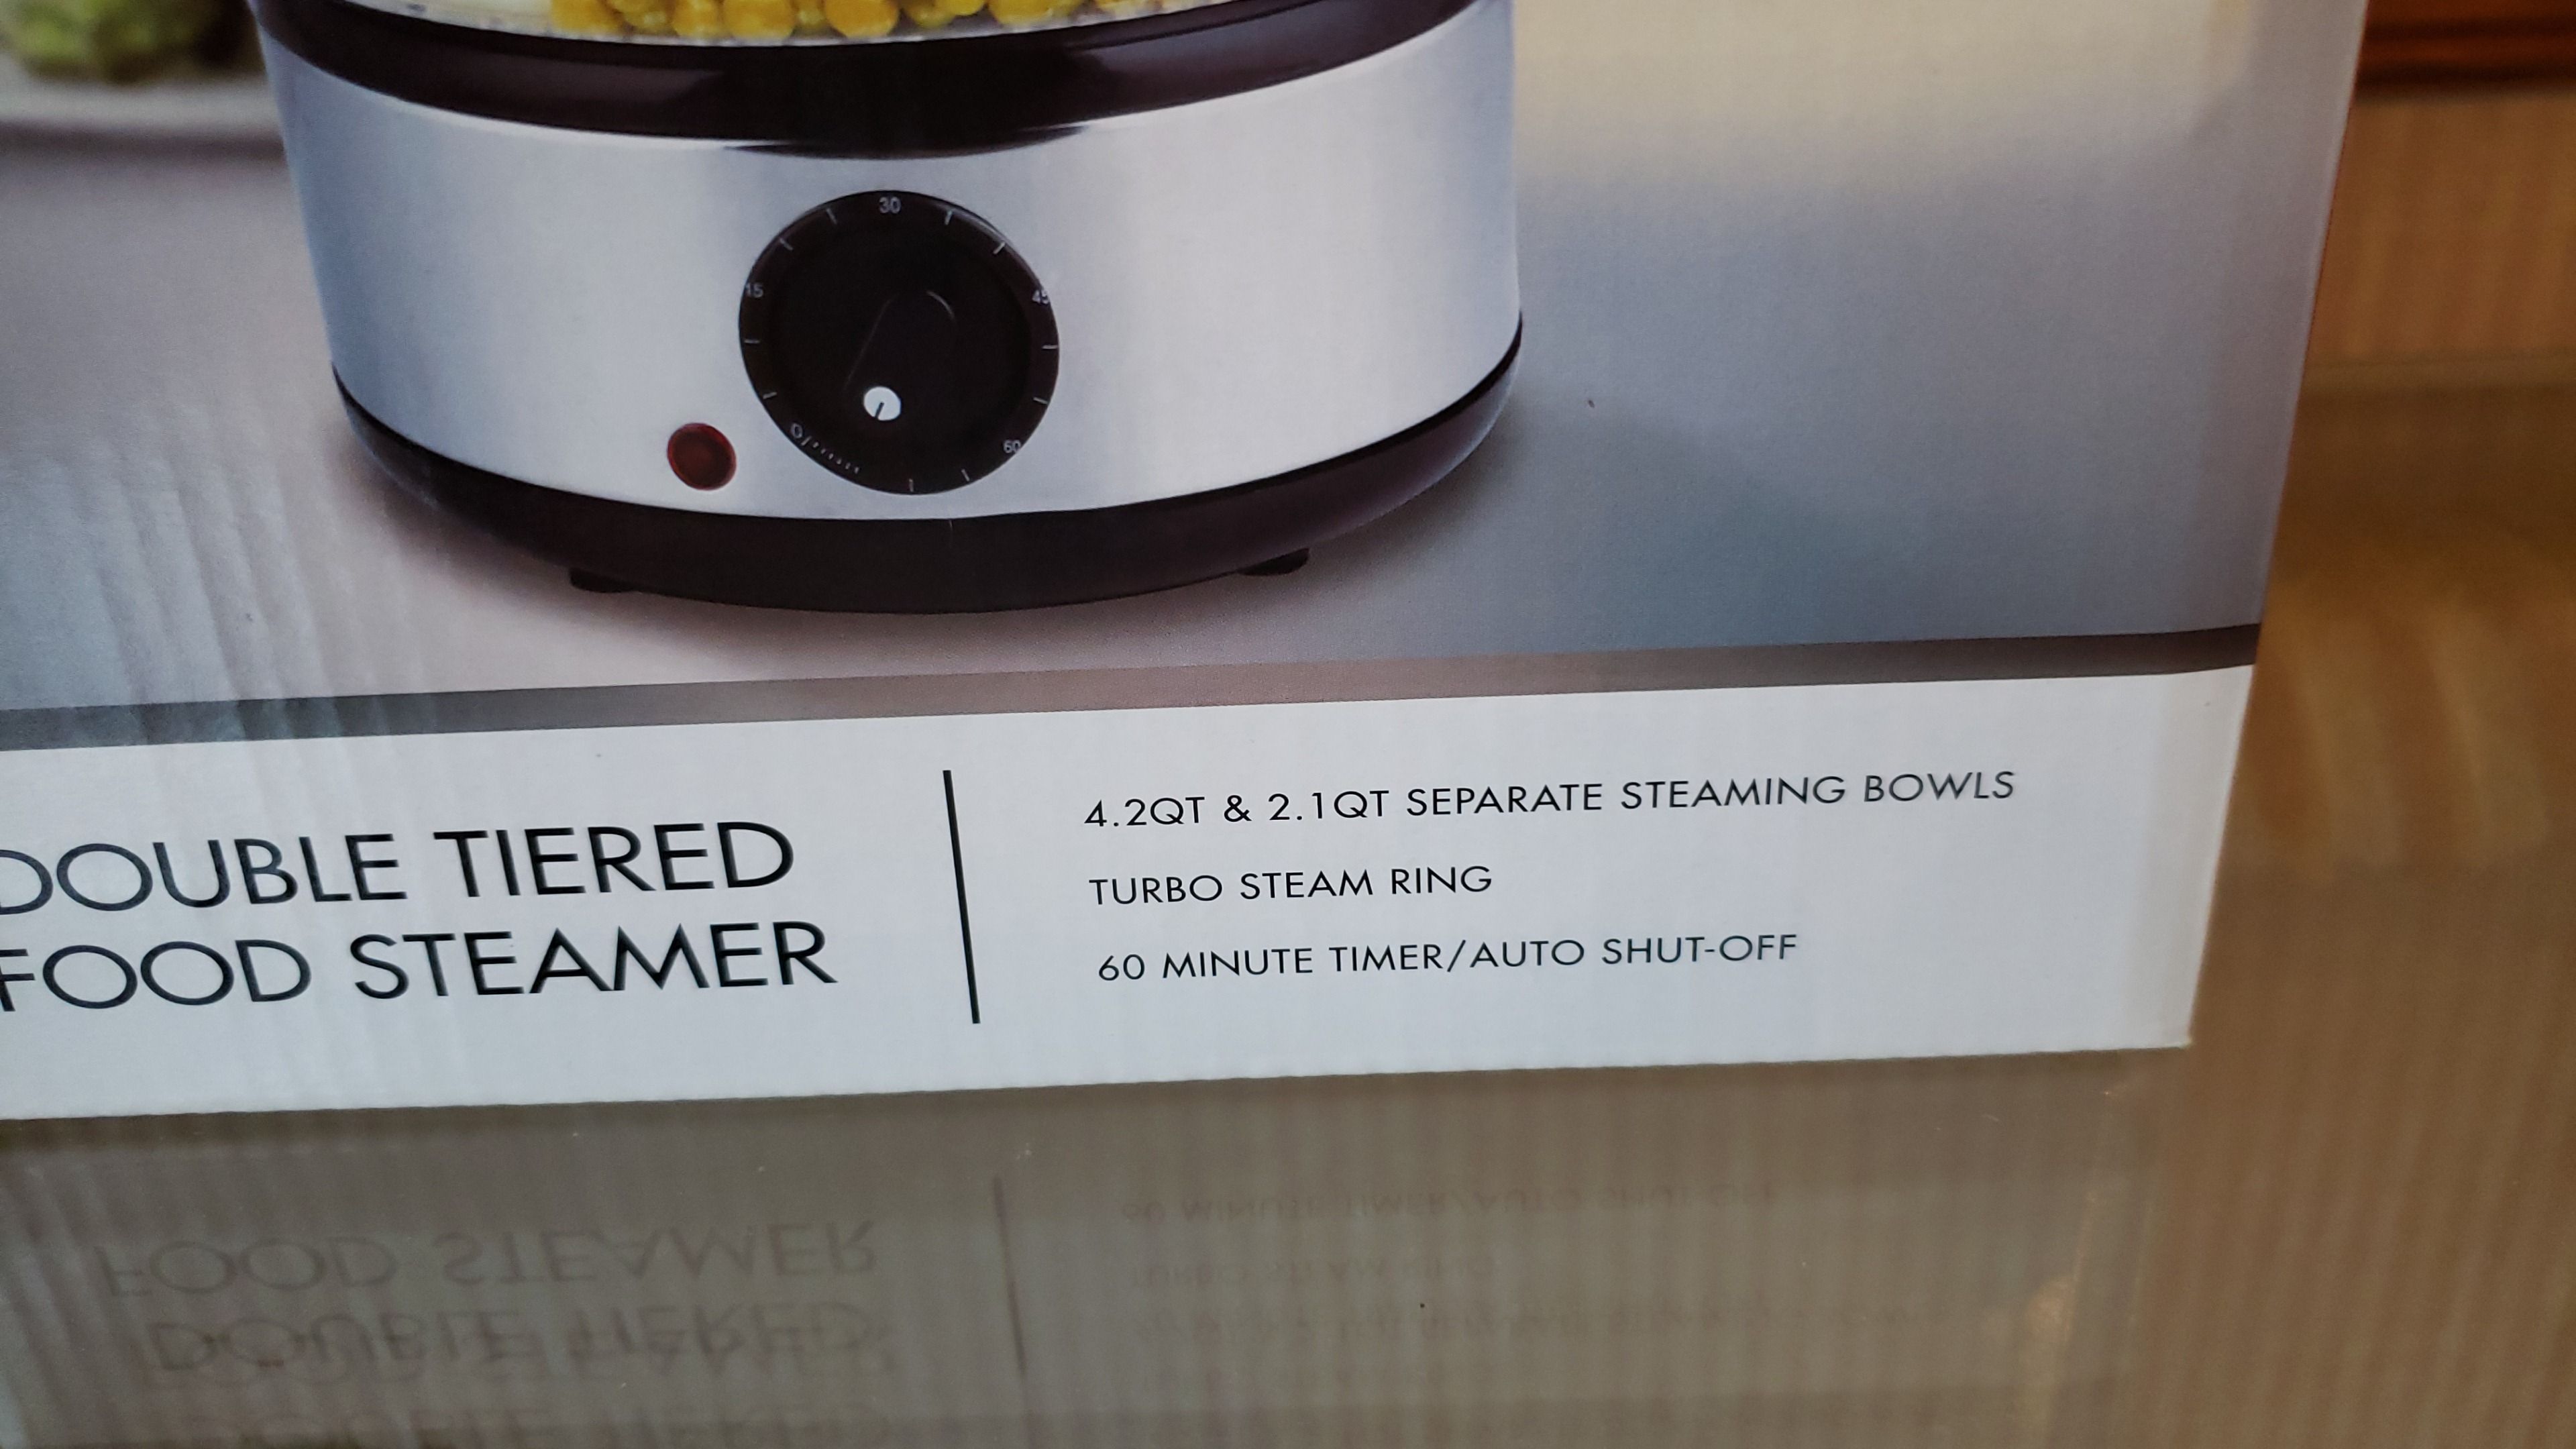 30
15
45
0
60
DOUBLE TIERED
FOOD STEAMER
4.2QT & 2.1QT SEPARATE STEAMING BOWLS
TURBO STEAM RING
60 MINUTE TIMER/AUTO SHUT-OFF